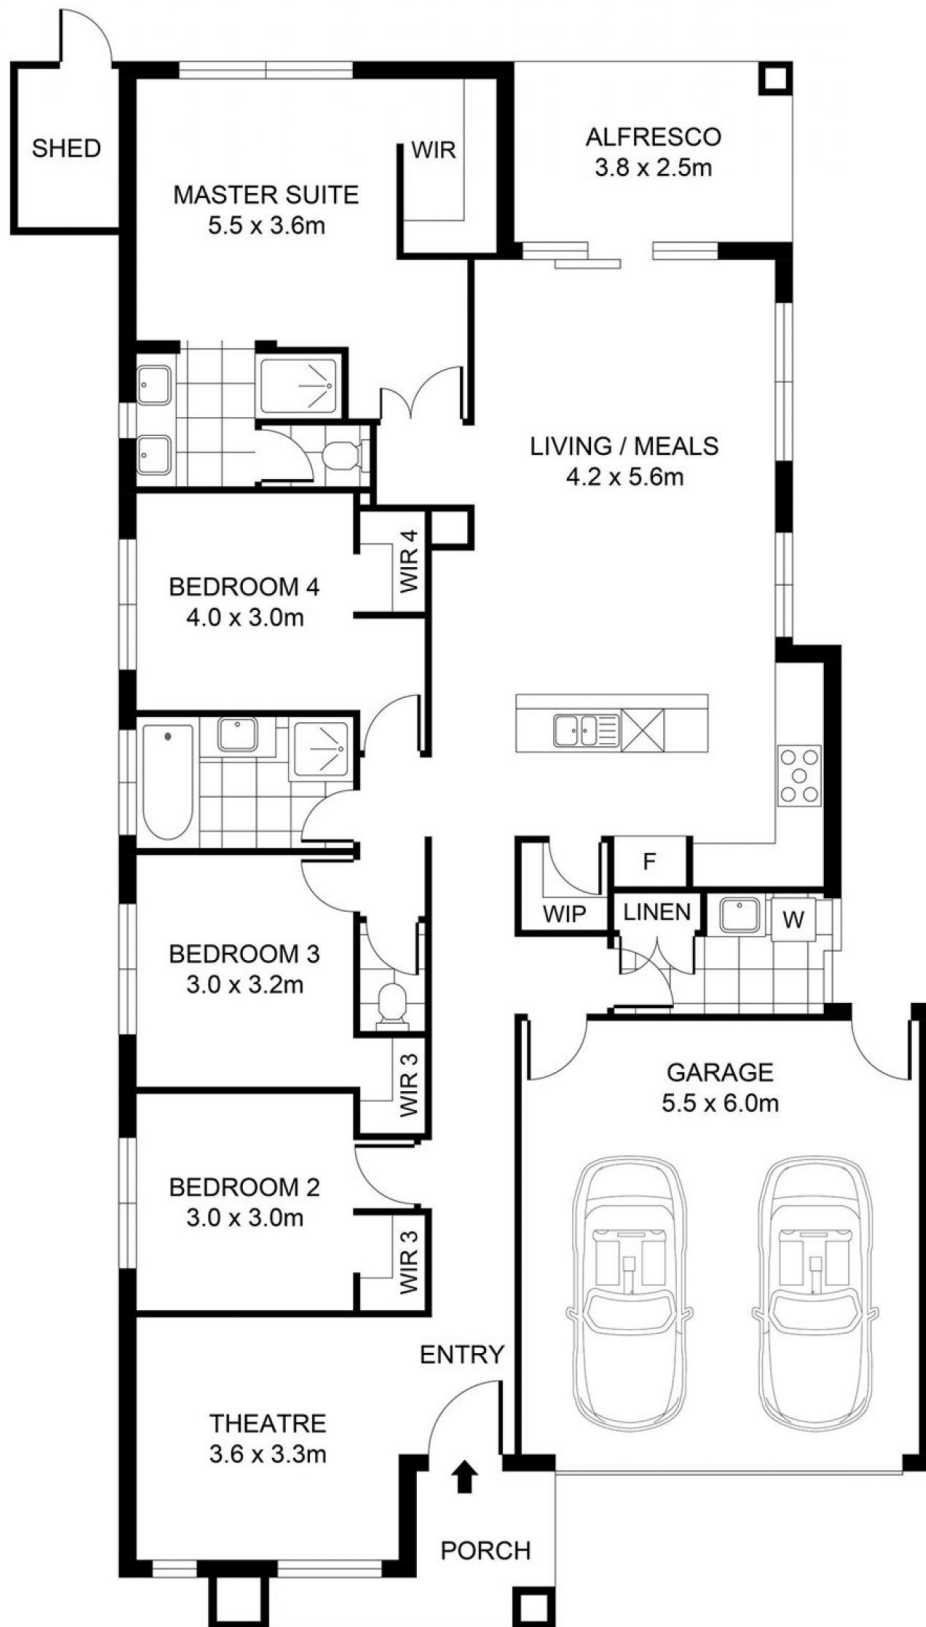 SHED
MASTER SUITE
5.5 x 3.6m
WIR
ALFRESCO
3.8 x 2.5m
LIVING / MEALS
4.2 x 5.6m
BEDROOM 4
4.0 x 3.0m
WIR 4
F
WIP
LINEN
W
BEDROOM 3
3.0 x 3.2m
WIR 3
GARAGE
5.5 x 6.0m
BEDROOM 2
3.0 x 3.0m
WIR 3
ENTRY
THEATRE
3.6 x 3.3m
PORCH